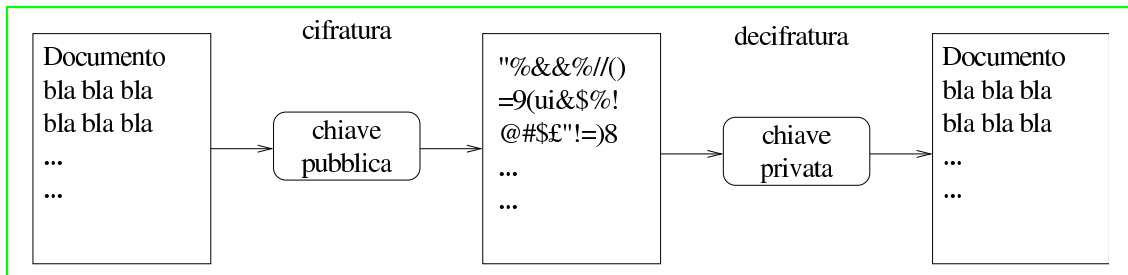 cifratura
decifratura
Documento
bla bla bla
bla bla bla
...
...
chiave
pubblica
"%&&%//()
=9(ui&$%!
@#$£"!=)8
...
...
chiave
privata
Documento
bla bla bla
bla bla bla
...
...